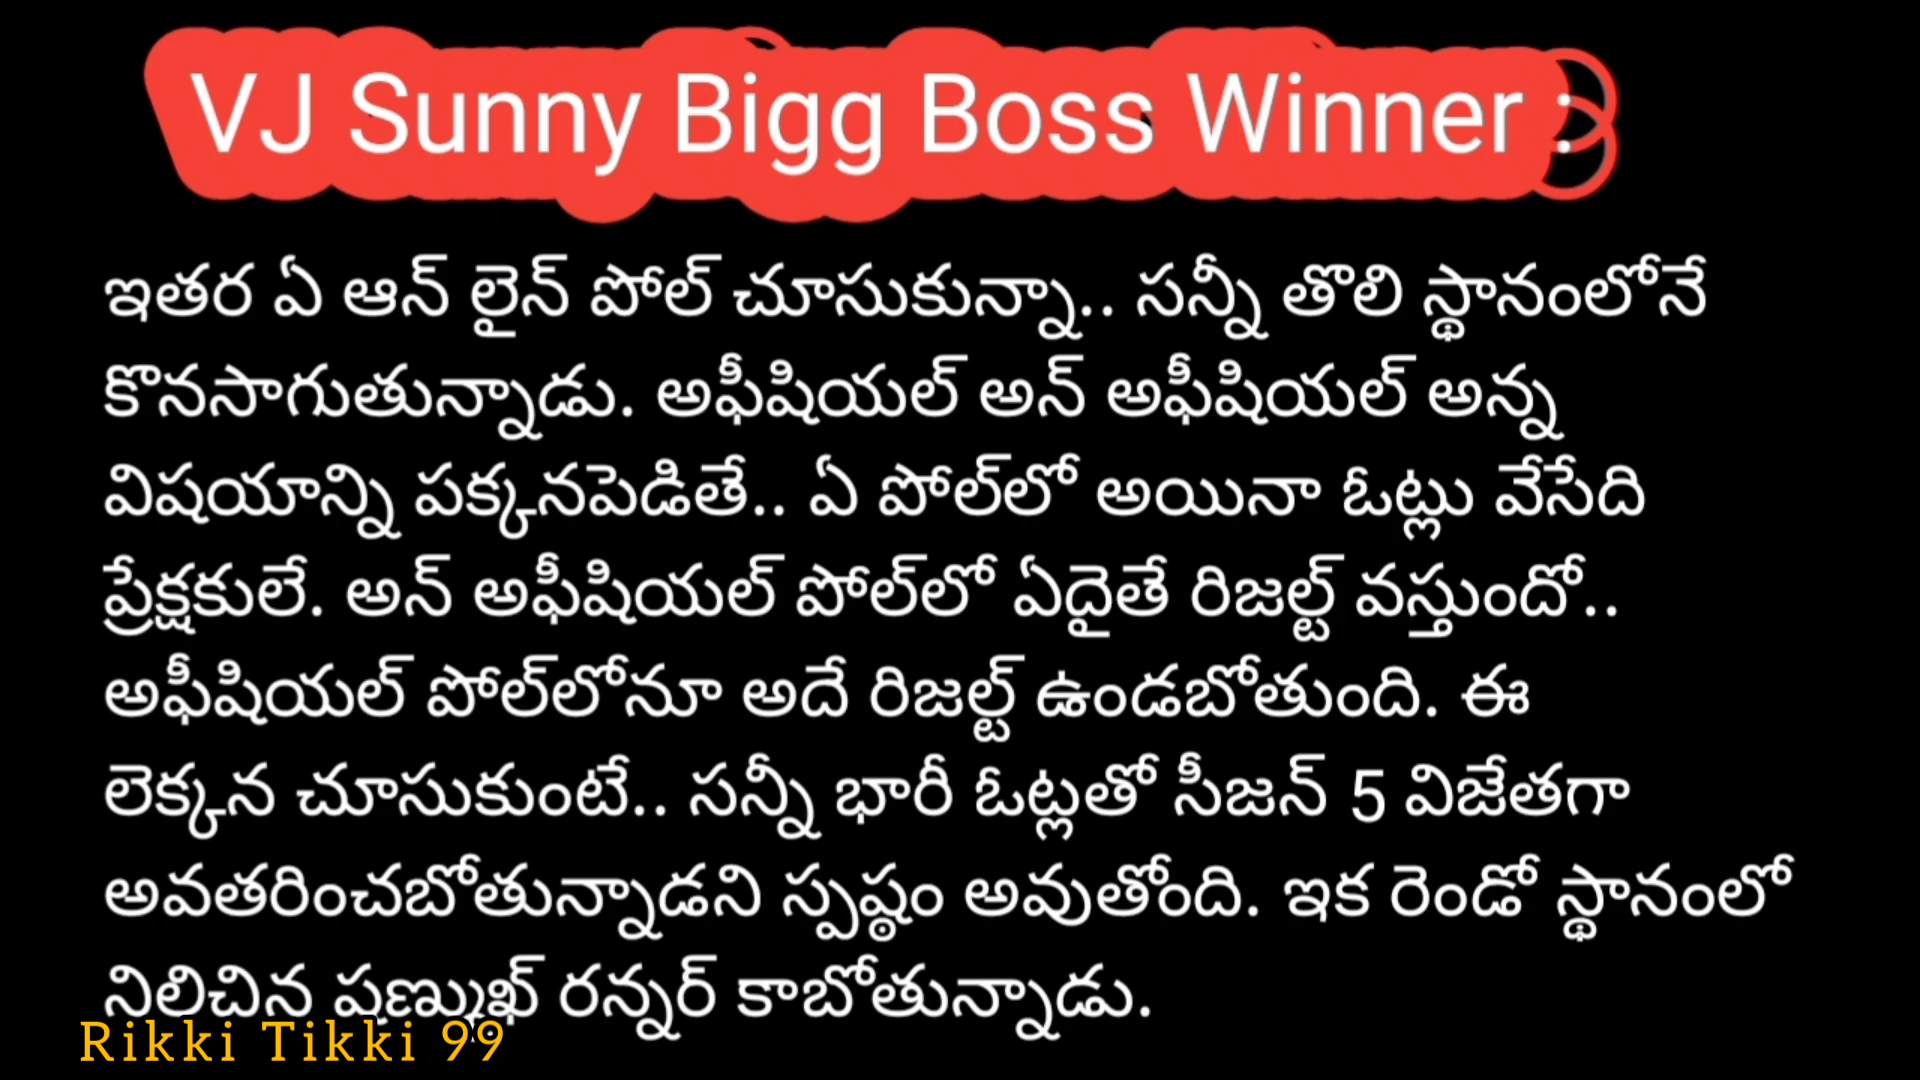 VJ Sunny Bigg Boss Winner :
ఇతర ఏ ఆన్ లైన్ పోల్ చూసుకున్నా.. సన్నీ తొలి స్థానంలోనే
కొనసాగుతున్నాడు. అఫీషియల్ అన్ అఫీషియల్ అన్న
విషయాన్ని పక్కనపెడితే.. ఏ పోల్‌లో అయినా ఓట్లు వేసేది
ప్రేక్షకులే. అన్ అఫీషియల్ పోల్‌లో ఏదైతే రిజల్ట్ వస్తుందో..
అఫీషియల్ పోల్‌లోనూ అదే రిజల్ట్ ఉండబోతుంది. ఈ
లెక్కన చూసుకుంటే.. సన్నీ భారీ ఓట్లతో సీజన్ 5 విజేతగా
అవతరించబోతున్నాడని స్పష్ఠం అవుతోంది. ఇక రెండో స్థానంలో
నిలిచిన షణ్ముఖ్ రన్నర్ కాబోతున్నాడు.
Rikki Tikki 99